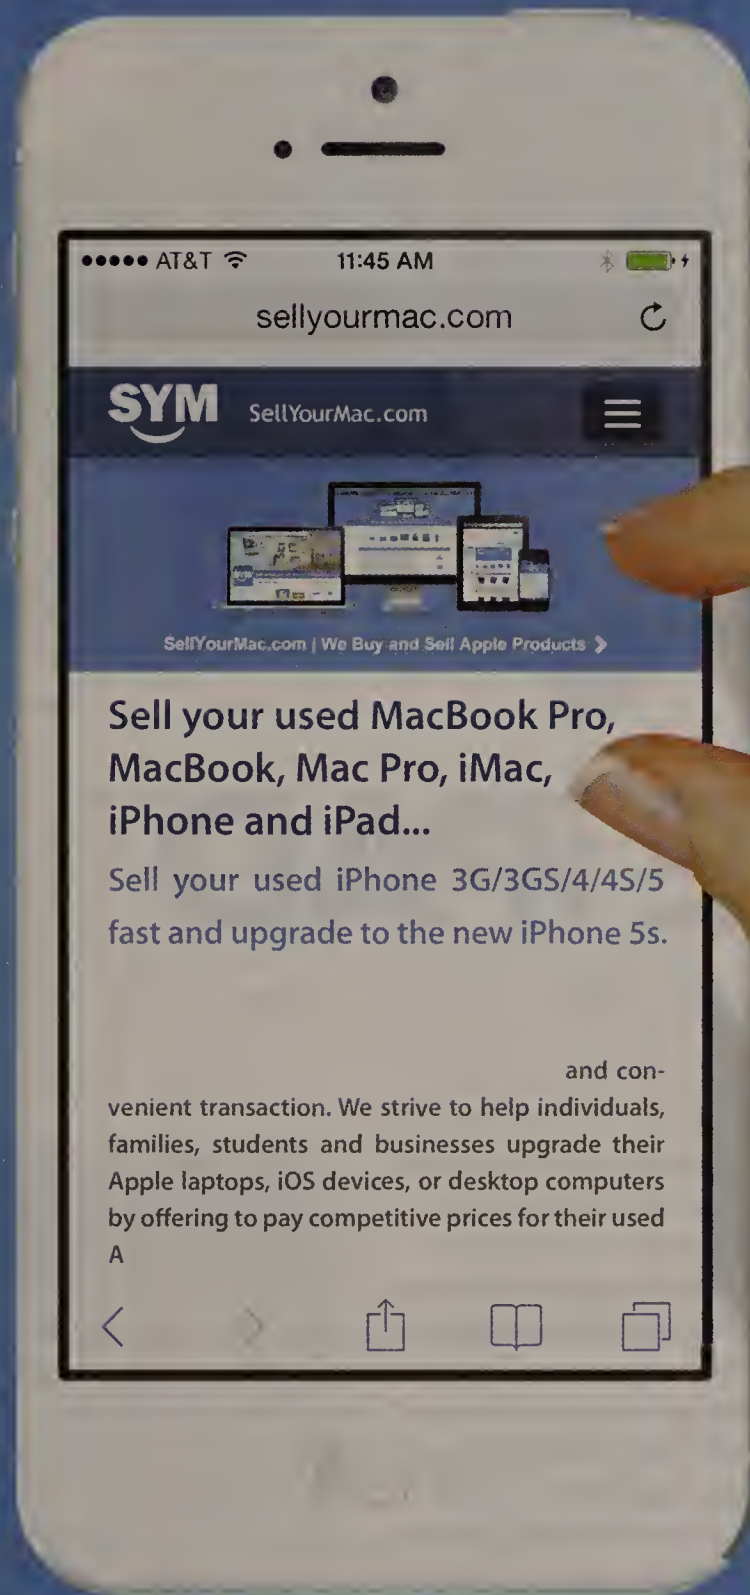 AT&T 11:45 AM
sellyourmac.com
SYM SellYourMac.com
SellYourMac.com | We Buy and Sell Apple Products
Sell your used MacBook Pro,
MacBook, Mac Pro, iMac,
iPhone and iPad...
Sell your used iPhone 3G/3GS/4/4S/5
fast and upgrade to the new iPhone 5s.
and con-
venient transaction. We strive to help individuals,
families, students and businesses upgrade their
Apple laptops, iOS devices, or desktop computers
by offering to pay competitive prices for their used
A